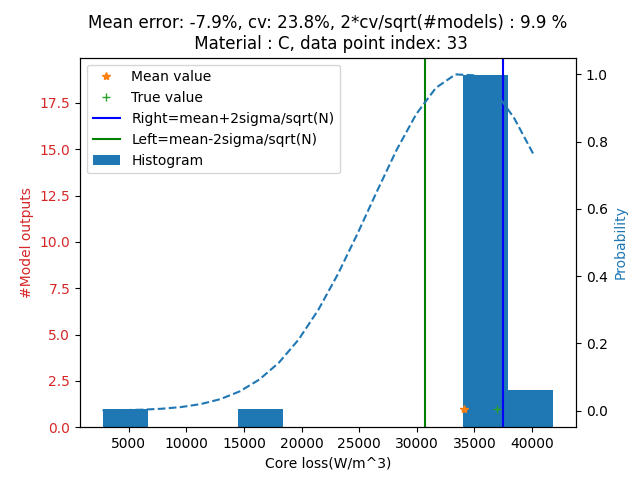 Mean error: -7.9%, cv: 23.8%, 2*cv/sqrt(#models) : 9.9 %
Material : C, data point index: 33
Mean value
True value
Right=mean+2sigma/sqrt(N)
Left=mean-2sigma/sqrt(N)
Histogram
#Model outputs
17.5
15.0
12.5
10.0
7.5
5.0
2.5
0.0
1.0
0.8
0.6
0.4
0.2
0.0
Probability
5000 10000 15000 20000 25000 30000 35000 40000
Core loss(W/m^3)